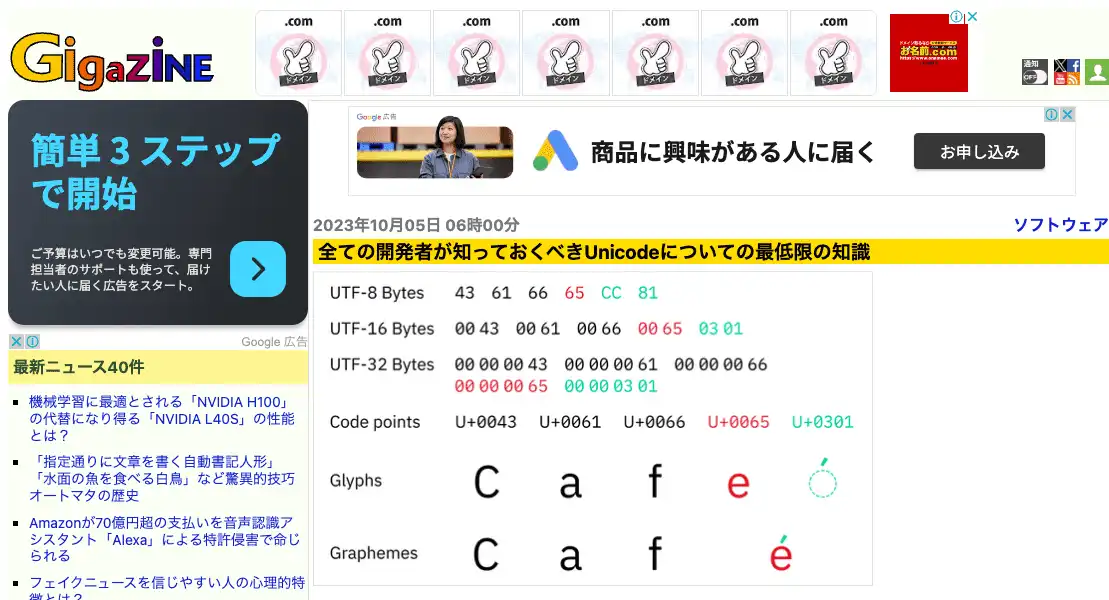 GigaZiNE
.com
ドメイン
.com
ドメイン
.com
ドメイン
.com
ドメイン
.com
ドメイン
.com
ドメイン
.com
ドメイン
ドメイン取るなら
お名前.com
https://www.onamae.com
通知
OFF
簡単 3 ステップ
で開始
ご予算はいつでも変更可能。専門
担当者のサポートも使って、届け
たい人に届く広告をスタート。
Google 広告
最新ニュース40件
機械学習に最適とされる「NVIDIA H100」
の代替になり得る「NVIDIA L40S」の性能
とは？
「指定通りに文章を書く自動書記人形」
「水面の魚を食べる白鳥」など驚異的技巧
オートマタの歴史
Amazonが70億円超の支払いを音声認識ア
シスタント「Alexa」による特許侵害で命じ
られる
フェイクニュースを信じやすい人の心理的特
徴とは？
Google 広告
商品に興味がある人に届く
お申し込み
2023年10月05日 06時00分
ソフトウェア
全ての開発者が知っておくべきUnicodeについての最低限の知識
UTF-8 Bytes 43 61 66 65 CC 81
UTF-16 Bytes 00 43 00 61 00 66 00 65 03 01
UTF-32 Bytes 00 00 00 43 00 00 00 61 00 00 00 66
00 00 00 65 00 00 03 01
Code points U+0043 U+0061 U+0066 U+0065 U+0301
Glyphs C a f e ◌́
Graphemes C a f é